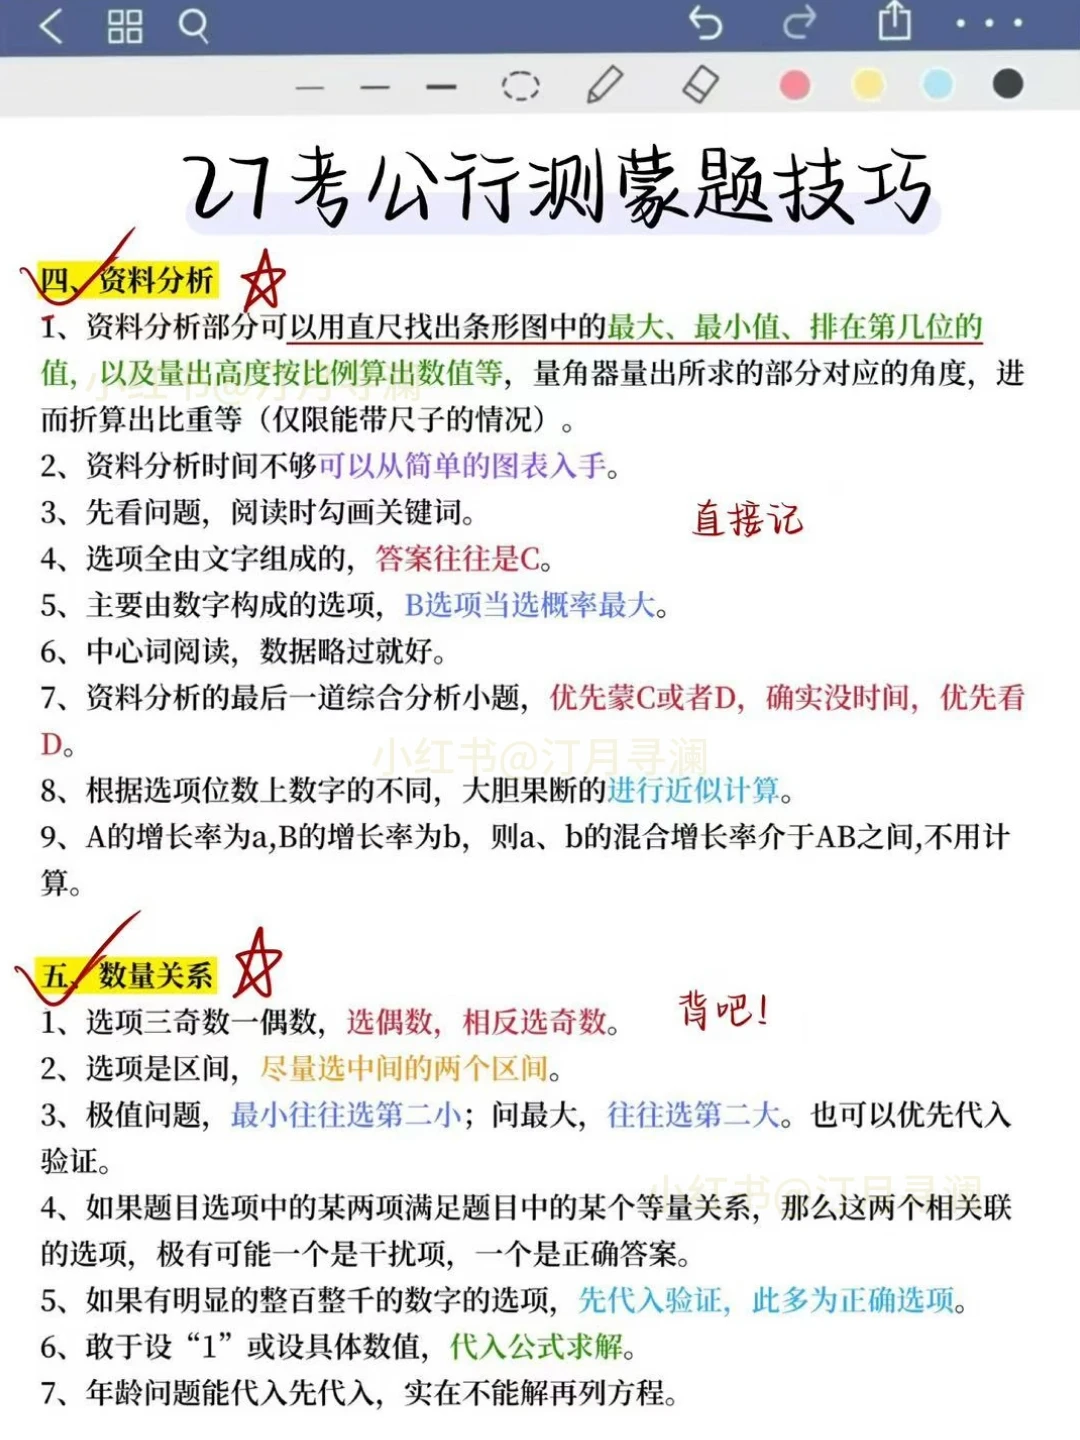 27考公行测蒙题技巧
四、资料分析
1、资料分析部分可以用直尺找出条形图中的最大、最小值、排在第几位的
值，以及量出高度按比例算出数值等，量角器量出所求的部分对应的角度，进
而折算出比重等（仅限能带尺子的情况）。
小红书@汀月寻澜
2、资料分析时间不够可以从简单的图表入手。
3、先看问题，阅读时勾画关键词。
直接记
4、选项全由文字组成的，答案往往是C。
5、主要由数字构成的选项，B选项当选概率最大。
6、中心词阅读，数据略过就好。
7、资料分析的最后一道综合分析小题，优先蒙C或者D，确实没时间，优先看
D。
小红书@汀月寻澜
8、根据选项位数上数字的不同，大胆果断的进行近似计算。
9、A的增长率为a,B的增长率为b，则a、b的混合增长率介于AB之间,不用计
算。
五、数量关系
1、选项三奇数一偶数，选偶数，相反选奇数。
背吧！
2、选项是区间，尽量选中间的两个区间。
3、极值问题，最小往往选第二小；问最大，往往选第二大。也可以优先代入
验证。
小红书@汀月寻澜
4、如果题目选项中的某两项满足题目中的某个等量关系，那么这两个相关联
的选项，极有可能一个是干扰项，一个是正确答案。
5、如果有明显的整百整千的数字的选项，先代入验证，此多为正确选项。
6、敢于设“1”或设具体数值，代入公式求解。
7、年龄问题能代入先代入，实在不能解再列方程。